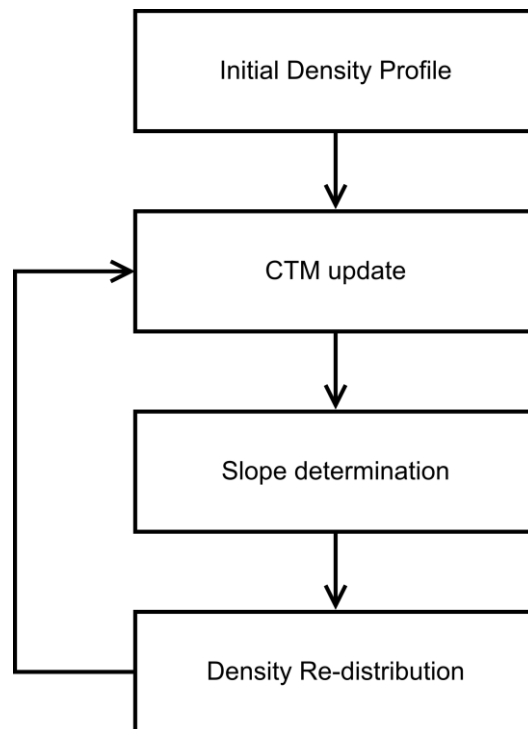 Initial Density Profile
CTM update
Slope determination
Density Re-distribution